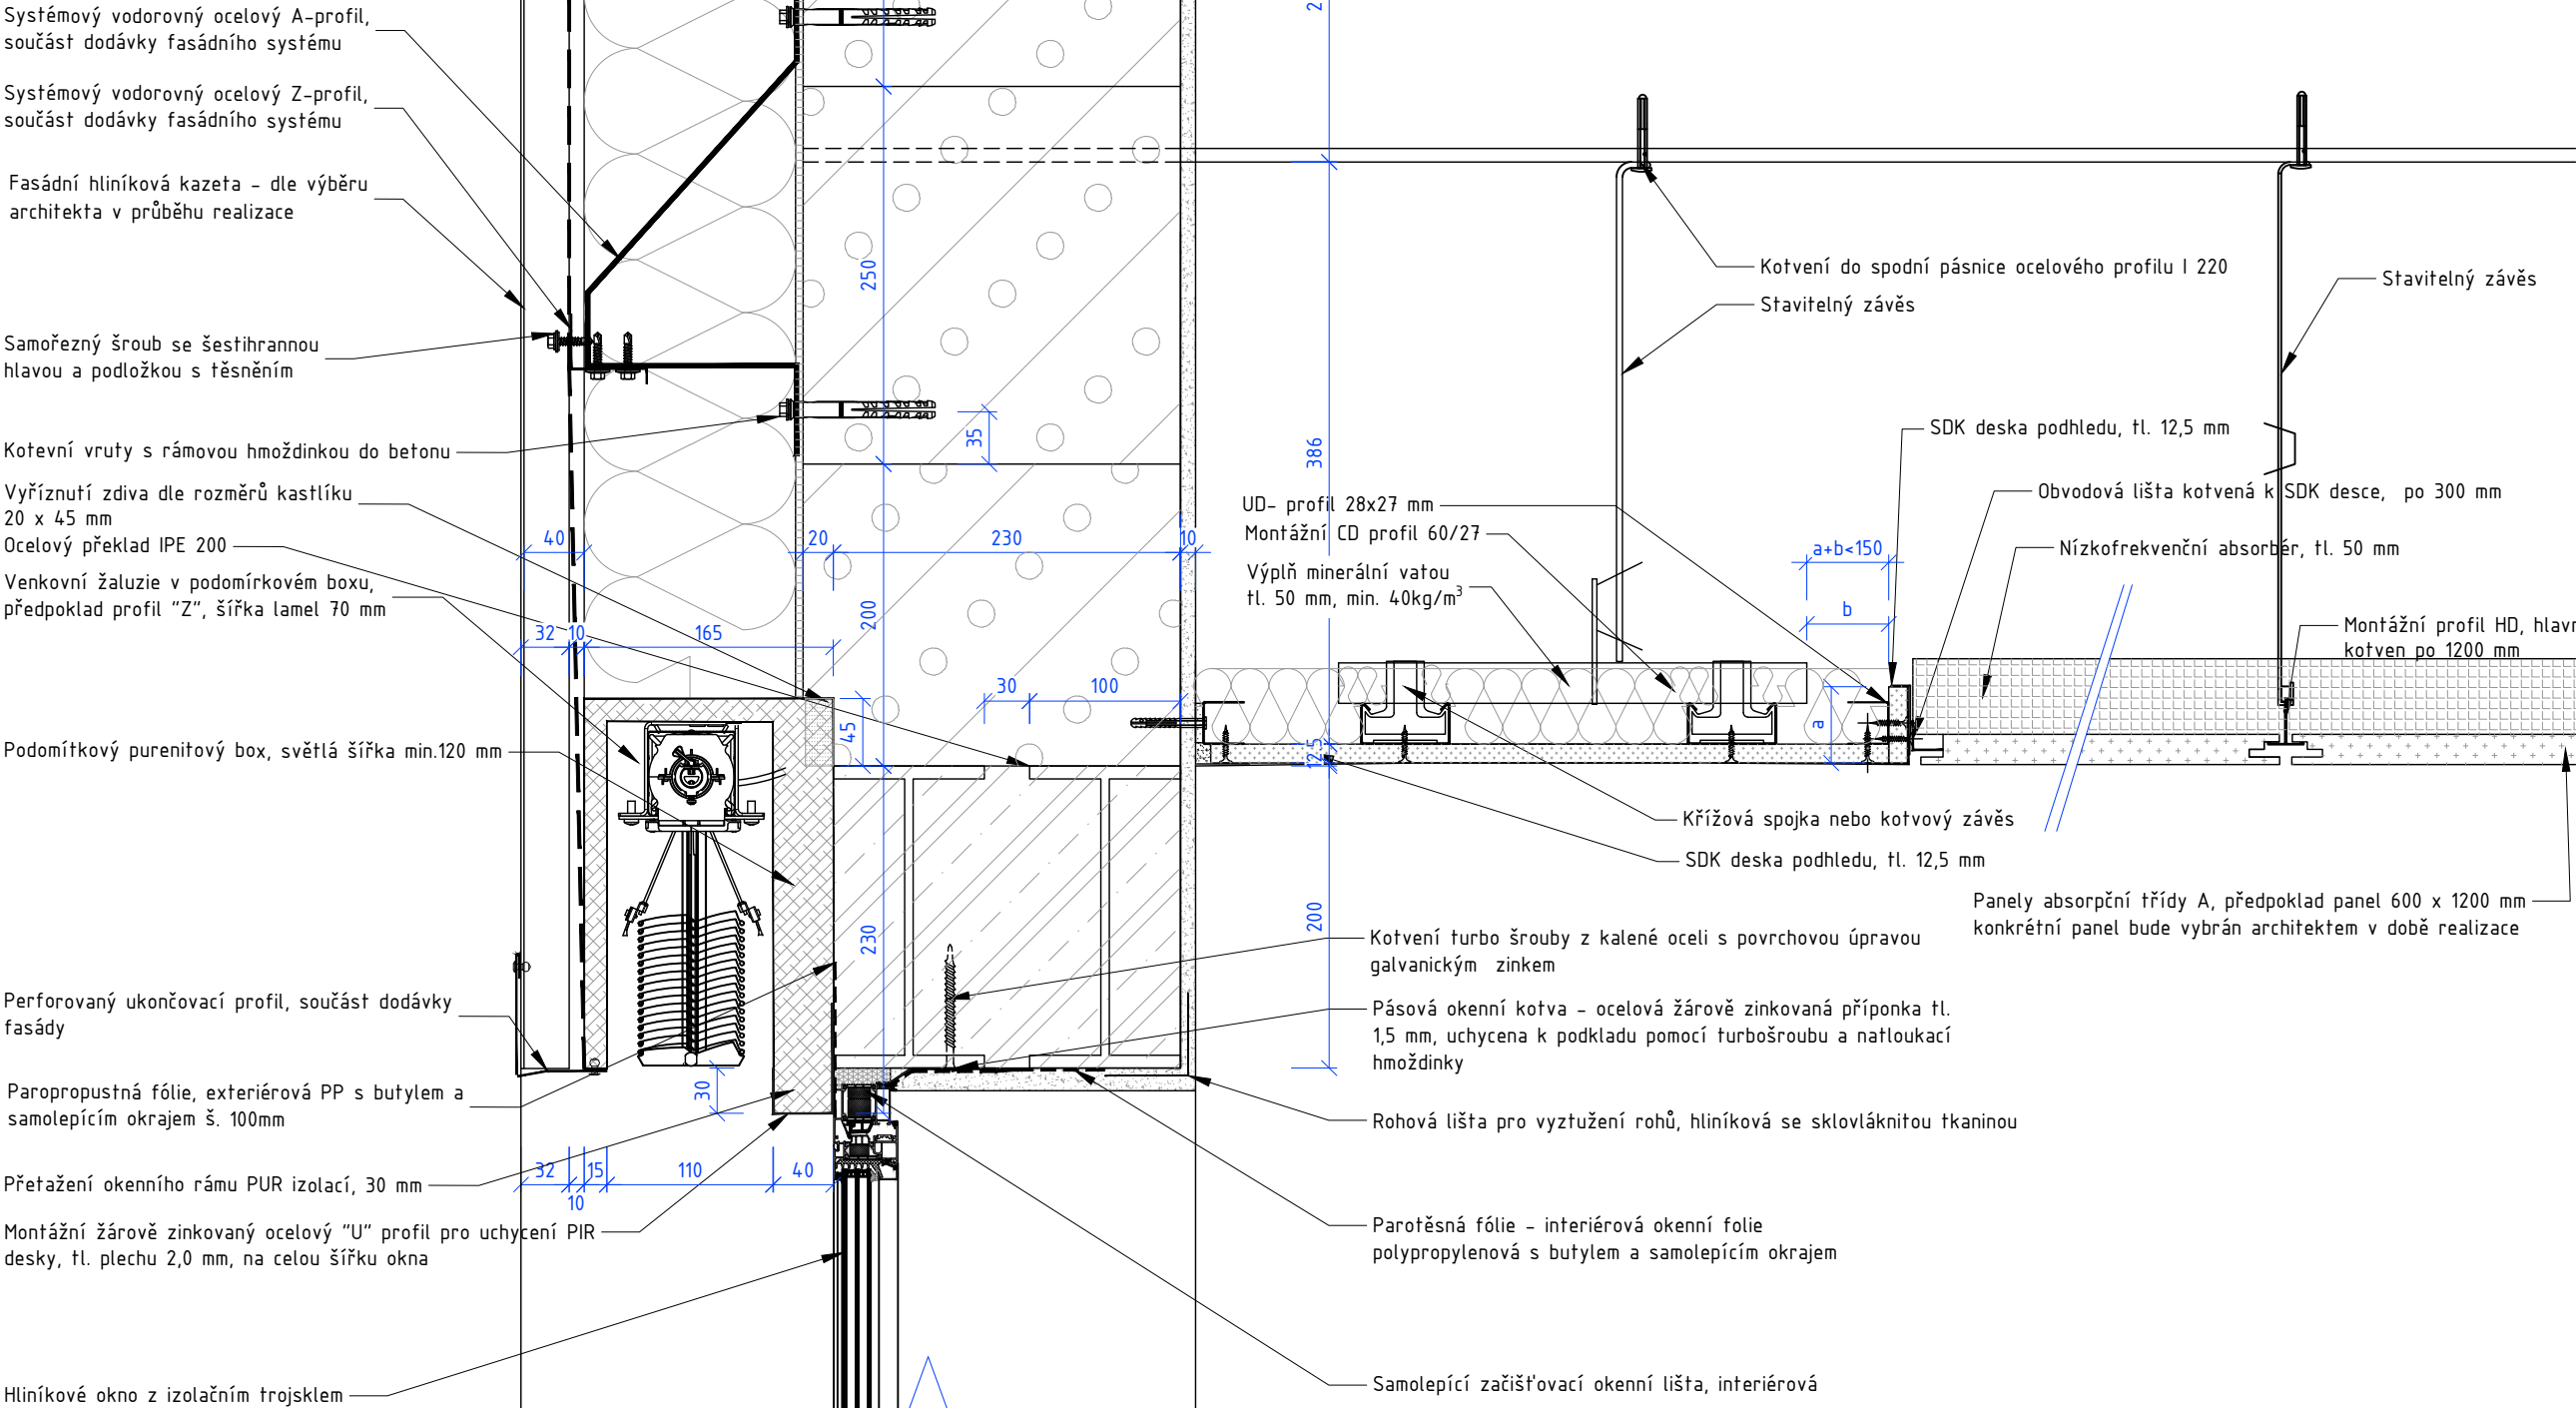 Systémový vodorovný ocelový A-profil,
součást dodávky fasádního systému
Systémový vodorovný ocelový Z-profil,
součást dodávky fasádního systému
Fasádní hliníková kazeta - dle výběru
architekta v průběhu realizace
Samořezný šroub se šestihrannou
hlavou a podložkou s těsněním
Kotevní vruty s rámovou hmoždinkou do betonu
Vyříznutí zdiva dle rozměrů kastlíku
20 x 45 mm
Ocelový překlad IPE 200
Venkovní žaluzie v podomírkovém boxu,
předpoklad profil "Z", šířka lamel 70 mm
Podomítkový purenitový box, světlá šířka min.120 mm
Perforovaný ukončovací profil, součást dodávky
fasády
Paropropustná fólie, exteriérová PP s butylem a
samolepícím okrajem š. 100mm
Přetažení okenního rámu PUR izolací, 30 mm
Montážní žárově zinkovaný ocelový "U" profil pro uchycení PIR
desky, tl. plechu 2,0 mm, na celou šířku okna
Hliníkové okno z izolačním trojsklem
40
32
10
165
20
230
10
250
35
200
30
100
45
230
30
32
10
15
110
40
2
386
12,5
200
Kotvení do spodní pásnice ocelového profilu I 220
Stavitelný závěs
Stavitelný závěs
SDK deska podhledu, tl. 12,5 mm
UD- profil 28x27 mm
Montážní CD profil 60/27
Výplň minerální vatou
tl. 50 mm, min. 40kg/m³
Obvodová lišta kotvená k SDK desce, po 300 mm
a+b<150
b
a
Nízkofrekvenční absorbér, tl. 50 mm
Montážní profil HD, hlavn
kotven po 1200 mm
Křížová spojka nebo kotvový závěs
SDK deska podhledu, tl. 12,5 mm
Panely absorpční třídy A, předpoklad panel 600 x 1200 mm
konkrétní panel bude vybrán architektem v době realizace
Kotvení turbo šrouby z kalené oceli s povrchovou úpravou
galvanickým zinkem
Pásová okenní kotva - ocelová žárově zinkovaná příponka tl.
1,5 mm, uchycena k podkladu pomocí turbošroubu a natloukací
hmoždinky
Rohová lišta pro vyztužení rohů, hliníková se sklovláknitou tkaninou
Parotěsná fólie - interiérová okenní folie
polypropylenová s butylem a samolepícím okrajem
Samolepící začišťovací okenní lišta, interiérová